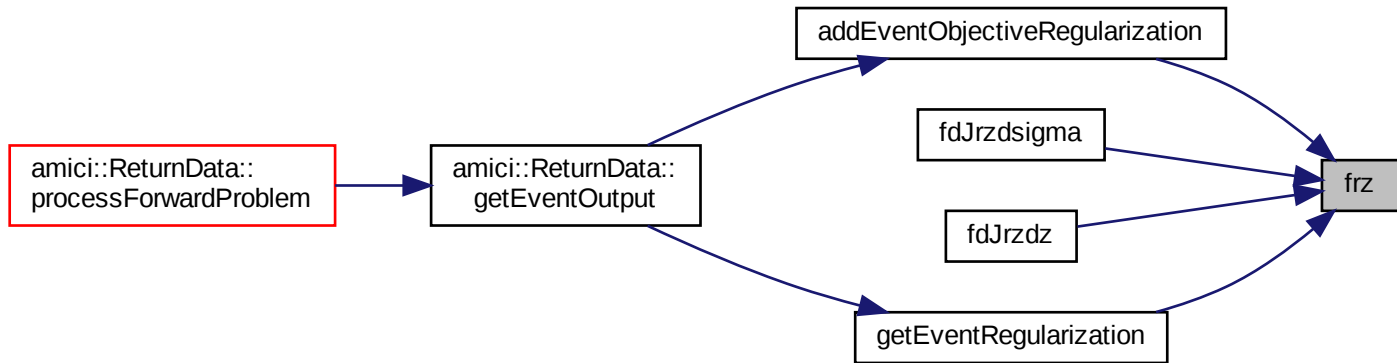 amici::ReturnData::
processForwardProblem
amici::ReturnData::
getEventOutput
addEventObjectiveRegularization
fdJrzdsigma
fdJrzdz
getEventRegularization
frz